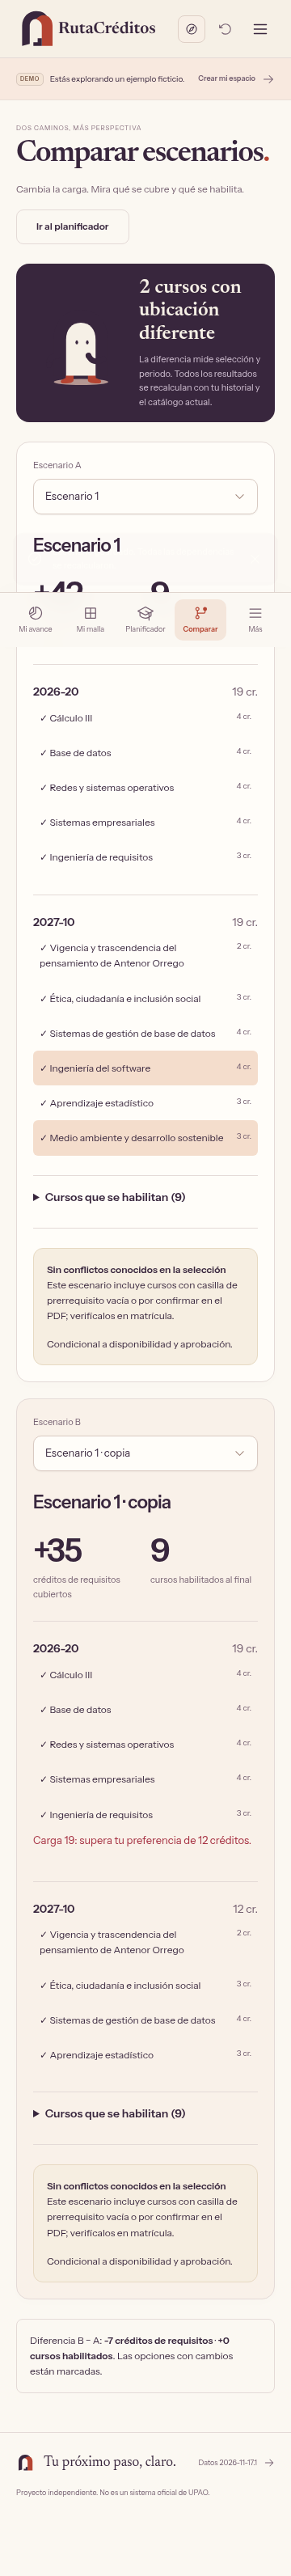 RutaCréditos
DEMO Estás explorando un ejemplo ficticio. Crear mi espacio →
DOS CAMINOS, MÁS PERSPECTIVA
Comparar escenarios.
Cambia la carga. Mira qué se cubre y qué se habilita.
Ir al planificador
2 cursos con
ubicación
diferente
La diferencia mide selección y
periodo. Todos los resultados
se recalculan con tu historial y
el catálogo actual.
Escenario A
Escenario 1
Escenario 1
+42 9
Mi avance Mi malla Planificador Comparar Más
2026-20 19 cr.
✓ Cálculo III 4 cr.
✓ Base de datos 4 cr.
✓ Redes y sistemas operativos 4 cr.
✓ Sistemas empresariales 4 cr.
✓ Ingeniería de requisitos 3 cr.
2027-10 19 cr.
✓ Vigencia y trascendencia del 2 cr.
pensamiento de Antenor Orrego
✓ Ética, ciudadanía e inclusión social 3 cr.
✓ Sistemas de gestión de base de datos 4 cr.
✓ Ingeniería del software 4 cr.
✓ Aprendizaje estadístico 3 cr.
✓ Medio ambiente y desarrollo sostenible 3 cr.
▶ Cursos que se habilitan (9)
Sin conflictos conocidos en la selección
Este escenario incluye cursos con casilla de
prerrequisito vacía o por confirmar en el
PDF; verifícalos en matrícula.
Condicional a disponibilidad y aprobación.
Escenario B
Escenario 1 · copia
Escenario 1 · copia
+35 9
créditos de requisitos cursos habilitados al final
cubiertos
2026-20 19 cr.
✓ Cálculo III 4 cr.
✓ Base de datos 4 cr.
✓ Redes y sistemas operativos 4 cr.
✓ Sistemas empresariales 4 cr.
✓ Ingeniería de requisitos 3 cr.
Carga 19: supera tu preferencia de 12 créditos.
2027-10 12 cr.
✓ Vigencia y trascendencia del 2 cr.
pensamiento de Antenor Orrego
✓ Ética, ciudadanía e inclusión social 3 cr.
✓ Sistemas de gestión de base de datos 4 cr.
✓ Aprendizaje estadístico 3 cr.
▶ Cursos que se habilitan (9)
Sin conflictos conocidos en la selección
Este escenario incluye cursos con casilla de
prerrequisito vacía o por confirmar en el
PDF; verifícalos en matrícula.
Condicional a disponibilidad y aprobación.
Diferencia B − A: -7 créditos de requisitos · +0
cursos habilitados. Las opciones con cambios
están marcadas.
Tu próximo paso, claro. Datos 2026-11-17.1 →
Proyecto independiente. No es un sistema oficial de UPAO.